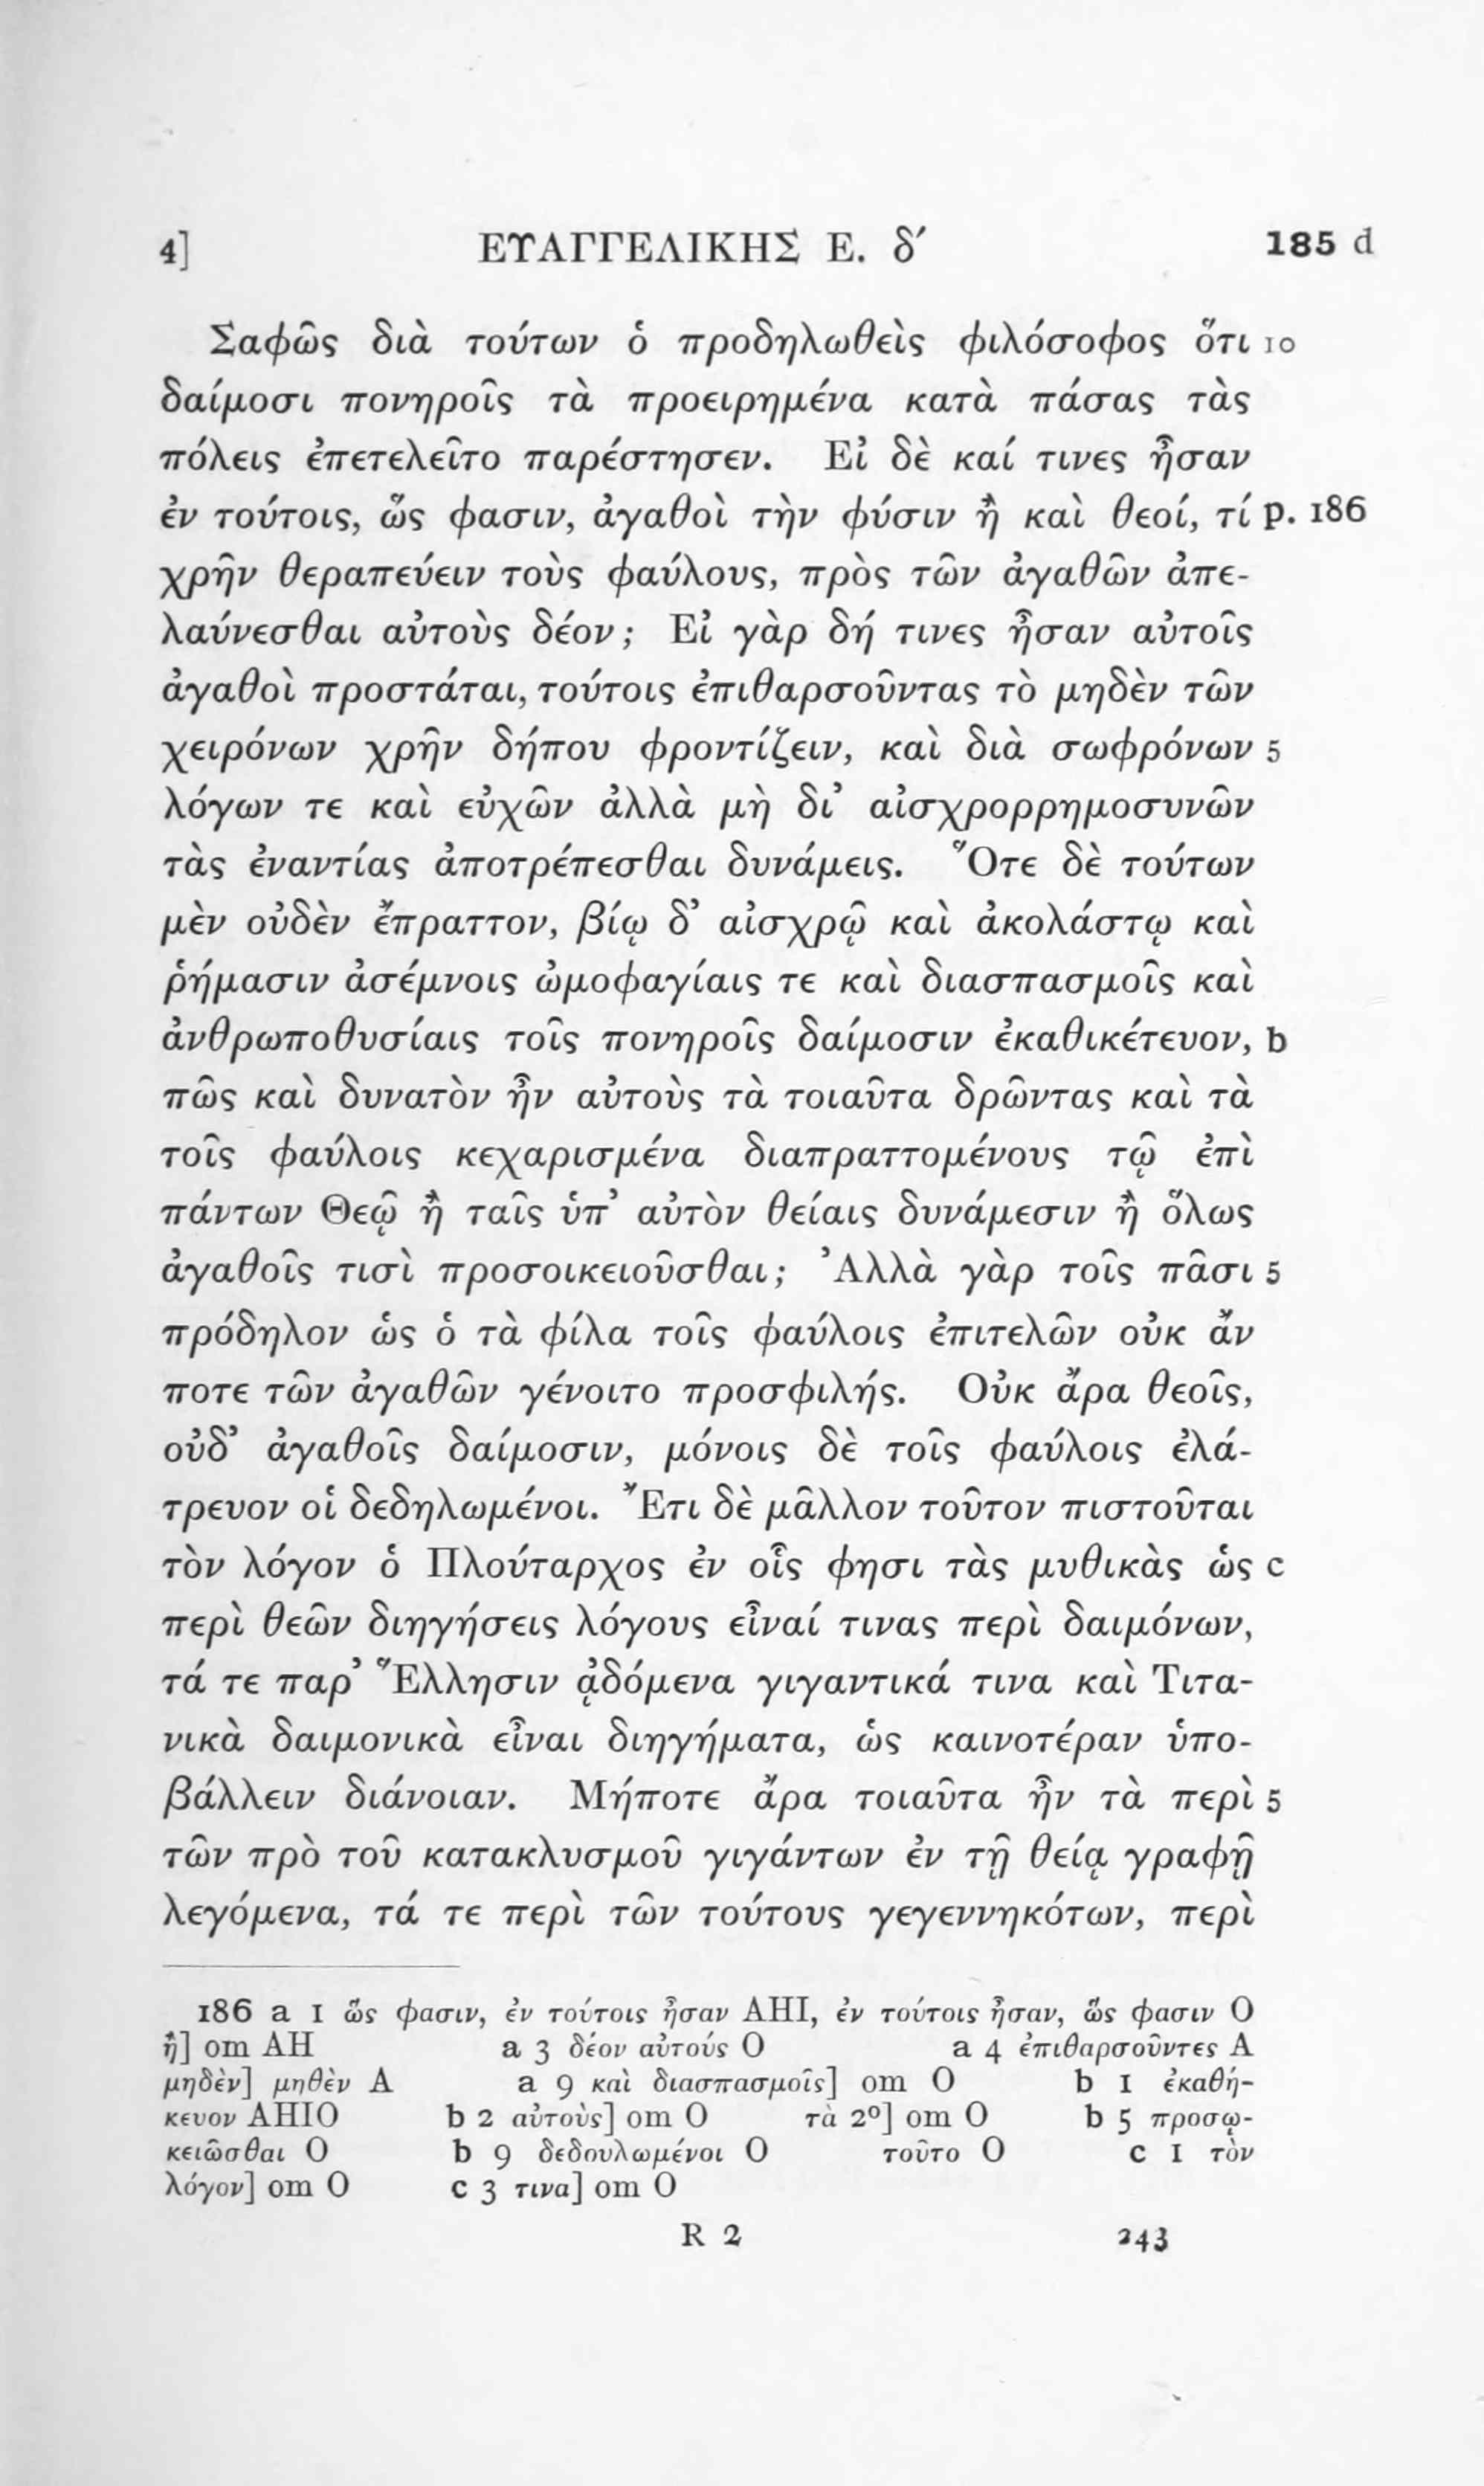 4] ΕΥΑΓΓΕΛΙΚΗΣ Ε. δ´ 185 d
Σαφῶς διὰ τούτων ὁ προδηλωθεὶς φιλόσοφος ὅτι 10
δαίμοσι πονηροῖς τὰ προειρημένα κατὰ πάσας τὰς
πόλεις ἐπετελεῖτο παρέστησεν. Εἰ δὲ καί τινες ἦσαν
ἐν τούτοις, ὥς φασιν, ἀγαθοὶ τὴν φύσιν ἢ καὶ θεοί, τί p. 186
χρῆν θεραπεύειν τοὺς φαύλους, πρὸς τῶν ἀγαθῶν ἀπε-
λαύνεσθαι αὐτοὺς δέον; Εἰ γὰρ δή τινες ἦσαν αὐτοῖς
ἀγαθοὶ προστάται, τούτοις ἐπιθαρσοῦντας τὸ μηδὲν τῶν
χειρόνων χρῆν δήπου φροντίζειν, καὶ διὰ σωφρόνων 5
λόγων τε καὶ εὐχῶν ἀλλὰ μὴ δι᾽ αἰσχρορρημοσυνῶν
τὰς ἐναντίας ἀποτρέπεσθαι δυνάμεις. Ὅτε δὲ τούτων
μὲν οὐδὲν ἔπραττον, βίῳ δ᾽ αἰσχρῷ καὶ ἀκολάστῳ καὶ
ῥήμασιν ἀσέμνοις ὠμοφαγίαις τε καὶ διασπασμοῖς καὶ
ἀνθρωποθυσίαις τοῖς πονηροῖς δαίμοσιν ἐκαθικέτευον, b
πῶς καὶ δυνατὸν ἦν αὐτοὺς τὰ τοιαῦτα δρῶντας καὶ τὰ
τοῖς φαύλοις κεχαρισμένα διαπραττομένους τῷ ἐπὶ
πάντων Θεῷ ἢ ταῖς ὑπ᾽ αὐτὸν θείαις δυνάμεσιν ἢ ὅλως
ἀγαθοῖς τισὶ προσοικειοῦσθαι; Ἀλλὰ γὰρ τοῖς πᾶσι 5
πρόδηλον ὡς ὁ τὰ φίλα τοῖς φαύλοις ἐπιτελῶν οὐκ ἄν
ποτε τῶν ἀγαθῶν γένοιτο προσφιλής. Οὐκ ἄρα θεοῖς,
οὐδ᾽ ἀγαθοῖς δαίμοσιν, μόνοις δὲ τοῖς φαύλοις ἐλά-
τρευον οἱ δεδηλωμένοι. Ἔτι δὲ μᾶλλον τοῦτον πιστοῦται
τὸν λόγον ὁ Πλούταρχος ἐν οἷς φησι τὰς μυθικὰς ὡς c
περὶ θεῶν διηγήσεις λόγους εἶναί τινας περὶ δαιμόνων,
τά τε παρ᾽ Ἕλλησιν ᾀδόμενα γιγαντικά τινα καὶ Τιτα-
νικὰ δαιμονικὰ εἶναι διηγήματα, ὡς καινοτέραν ὑπο-
βάλλειν διάνοιαν. Μήποτε ἄρα τοιαῦτα ἦν τὰ περὶ 5
τῶν πρὸ τοῦ κατακλυσμοῦ γιγάντων ἐν τῇ θείᾳ γραφῇ
λεγόμενα, τά τε περὶ τῶν τούτους γεγεννηκότων, περὶ
186 a 1 ὥς φασιν, ἐν τούτοις ἦσαν AHI, ἐν τούτοις ἦσαν, ὥς φασιν O
ἢ] om AH a 3 δέον αὐτούς O a 4 ἐπιθαρσοῦντες A
μηδὲν] μηθὲν A a 9 καὶ διασπασμοῖς] om O b 1 ἐκαθή-
κευον AHIO b 2 αὐτοὺς] om O τὰ 2º] om O b 5 προσῳ-
κειῶσθαι O b 9 δεδουλωμένοι O τοῦτο O c 1 τὸν
λόγον] om O c 3 τινα] om O
R 2 243